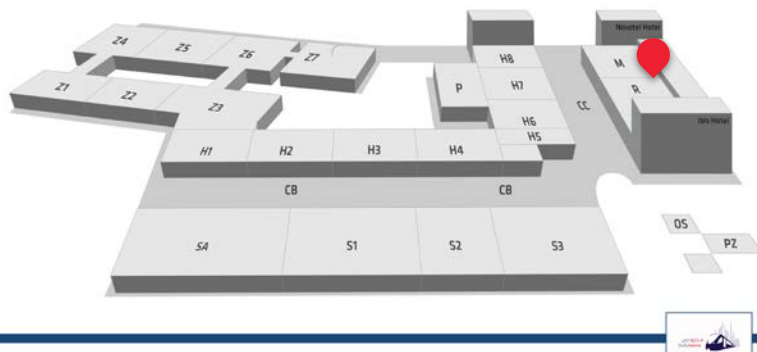 Novotel Hotel
Z4
Z5
Z6
Z7
H8
M
Z1
Z2
Z3
P
H7
R
CC
H6
H5
Ibis Hotel
H1
H2
H3
H4
CB
CB
SA
S1
S2
S3
OS
PZ